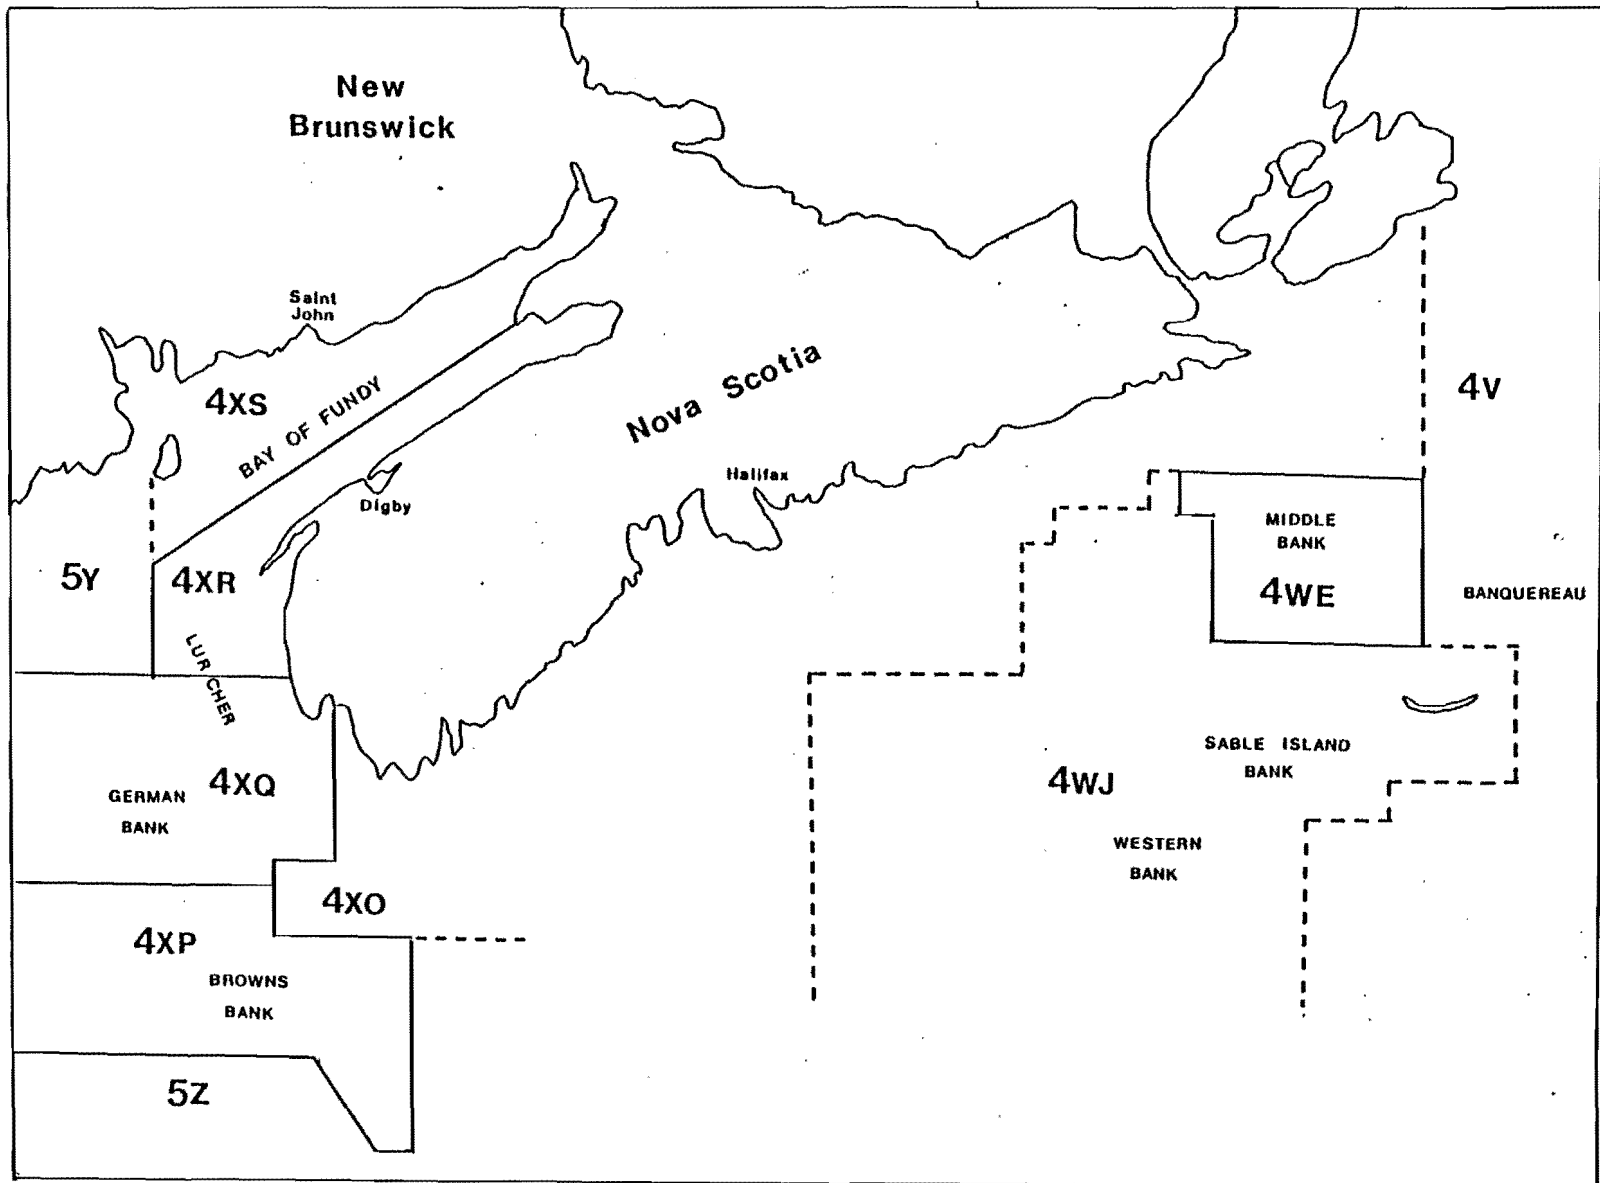 New
Brunswick
Saint
John
4XS
BAY OF FUNDY
Nova Scotia
4V
Halifax
Digby
MIDDLE
BANK
4WE
BANQUEREAU
5Y
4XR
LURCHER
SABLE ISLAND
BANK
4XQ
4WJ
GERMAN
BANK
WESTERN
BANK
4XO
4XP
BROWNS
BANK
5Z